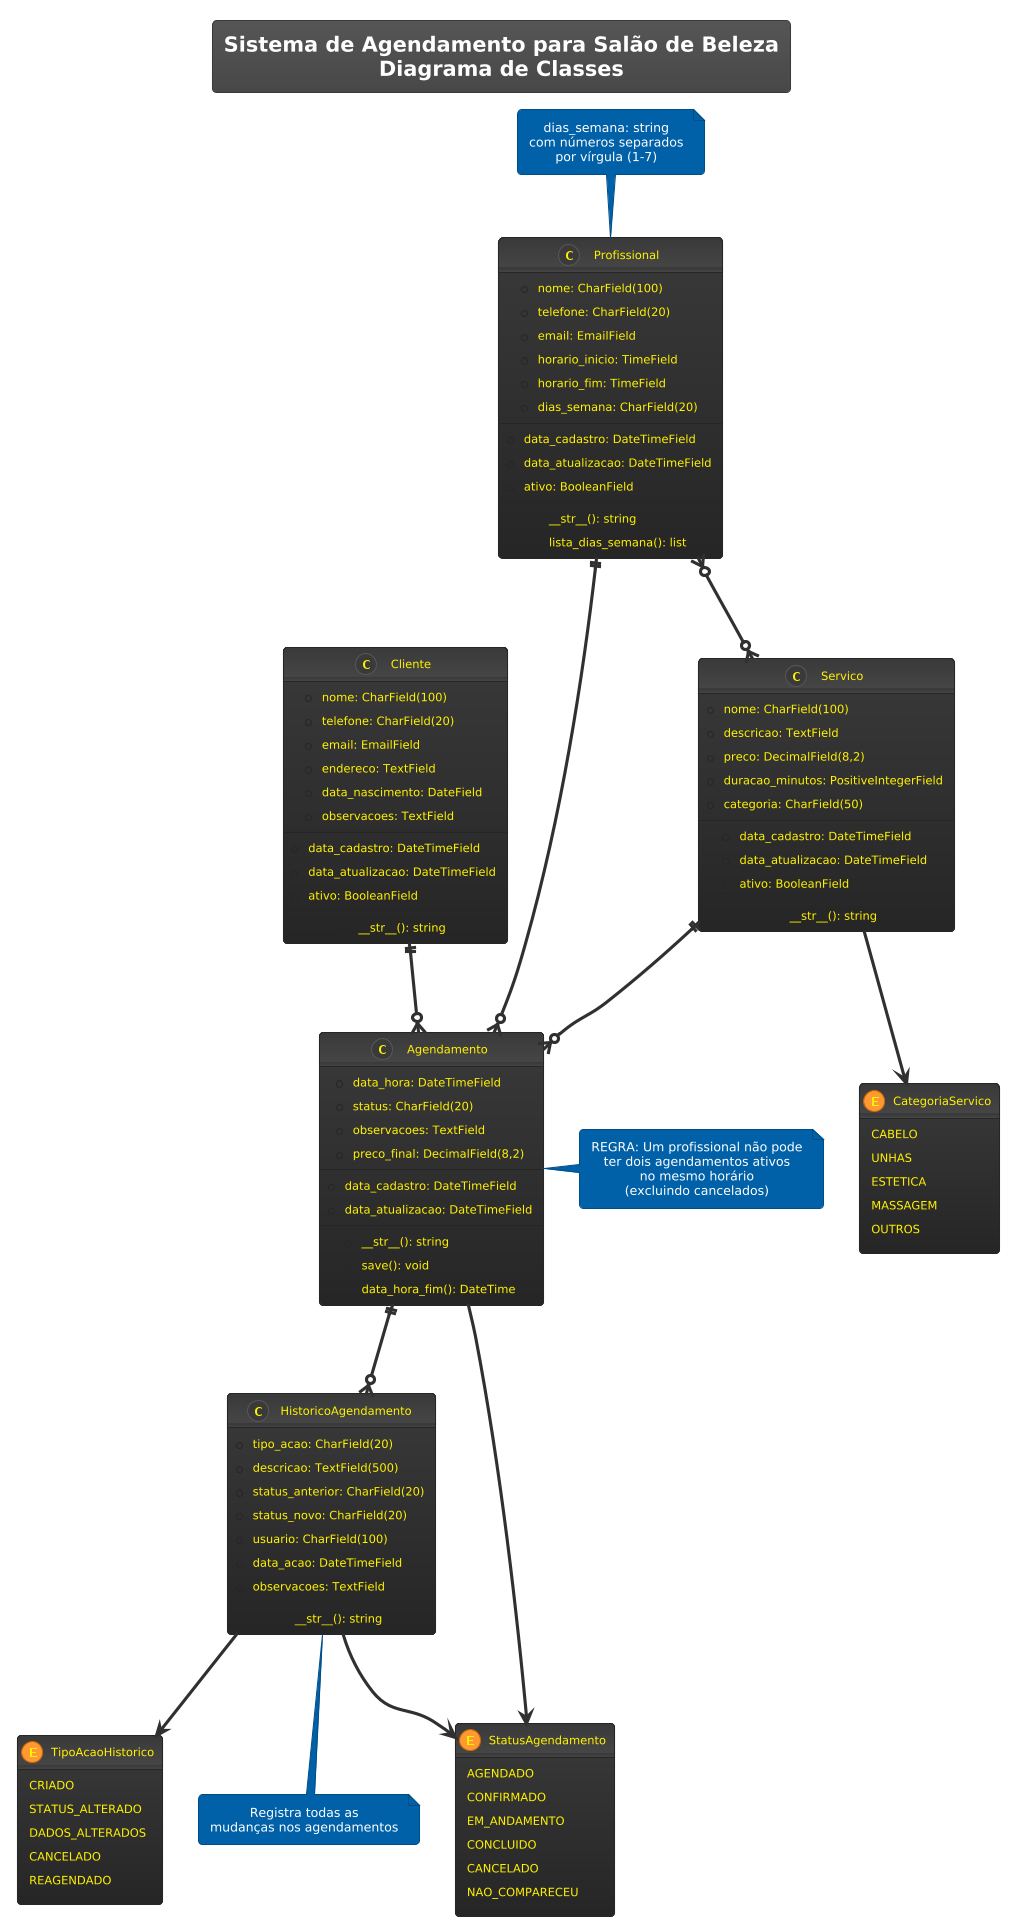 Sistema de Agendamento para Salão de Beleza
Diagrama de Classes
dias_semana: string
com números separados
por vírgula (1-7)
C Profissional
nome: CharField(100)
telefone: CharField(20)
email: EmailField
horario_inicio: TimeField
horario_fim: TimeField
dias_semana: CharField(20)
data_cadastro: DateTimeField
data_atualizacao: DateTimeField
ativo: BooleanField
__str__(): string
lista_dias_semana(): list
C Cliente
nome: CharField(100)
telefone: CharField(20)
email: EmailField
endereco: TextField
data_nascimento: DateField
observacoes: TextField
data_cadastro: DateTimeField
data_atualizacao: DateTimeField
ativo: BooleanField
__str__(): string
C Servico
nome: CharField(100)
descricao: TextField
preco: DecimalField(8,2)
duracao_minutos: PositiveIntegerField
categoria: CharField(50)
data_cadastro: DateTimeField
data_atualizacao: DateTimeField
ativo: BooleanField
__str__(): string
C Agendamento
data_hora: DateTimeField
status: CharField(20)
observacoes: TextField
preco_final: DecimalField(8,2)
data_cadastro: DateTimeField
data_atualizacao: DateTimeField
__str__(): string
save(): void
data_hora_fim(): DateTime
REGRA: Um profissional não pode
ter dois agendamentos ativos
no mesmo horário
(excluindo cancelados)
E CategoriaServico
CABELO
UNHAS
ESTETICA
MASSAGEM
OUTROS
C HistoricoAgendamento
tipo_acao: CharField(20)
descricao: TextField(500)
status_anterior: CharField(20)
status_novo: CharField(20)
usuario: CharField(100)
data_acao: DateTimeField
observacoes: TextField
__str__(): string
E TipoAcaoHistorico
CRIADO
STATUS_ALTERADO
DADOS_ALTERADOS
CANCELADO
REAGENDADO
Registra todas as
mudanças nos agendamentos
E StatusAgendamento
AGENDADO
CONFIRMADO
EM_ANDAMENTO
CONCLUIDO
CANCELADO
NAO_COMPARECEU